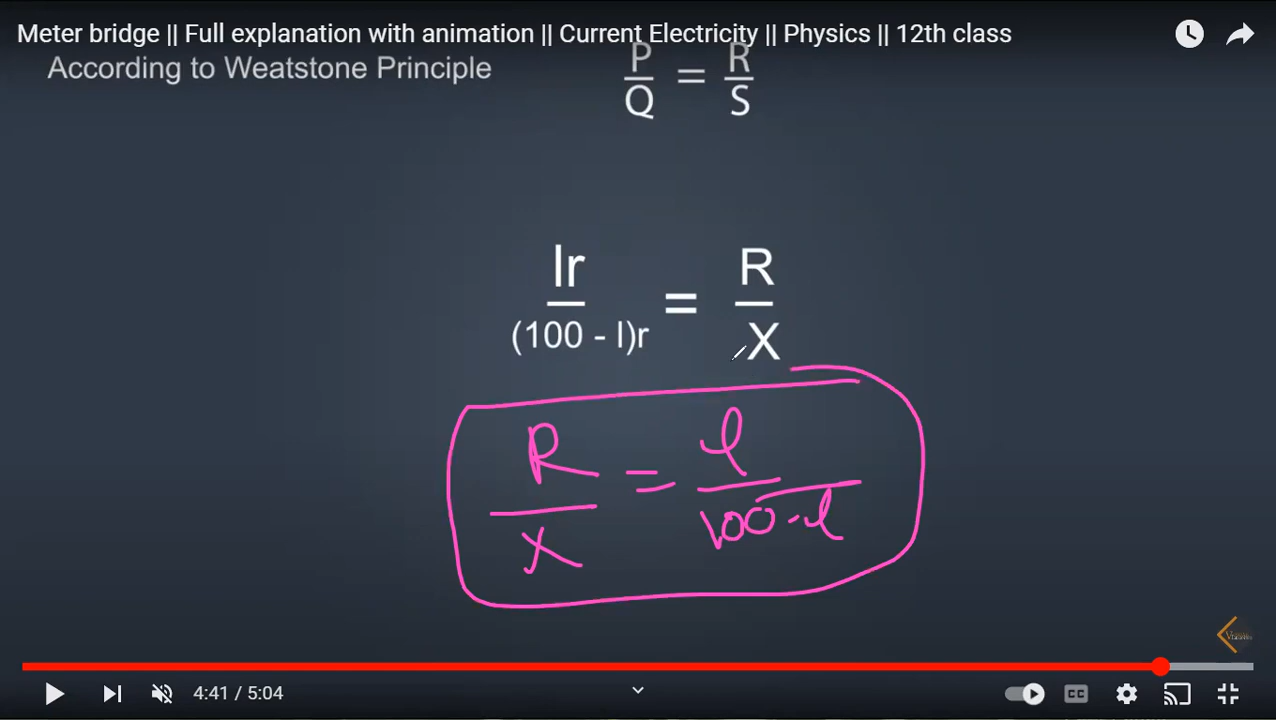 Meter bridge || Full explanation with animation || Current Electricity || Physics || 12th class
According to Weatstone Principle
P/Q = R/S
lr/(100 - l)r = R/X
R/X = l/100-l
4:41 / 5:04
CC